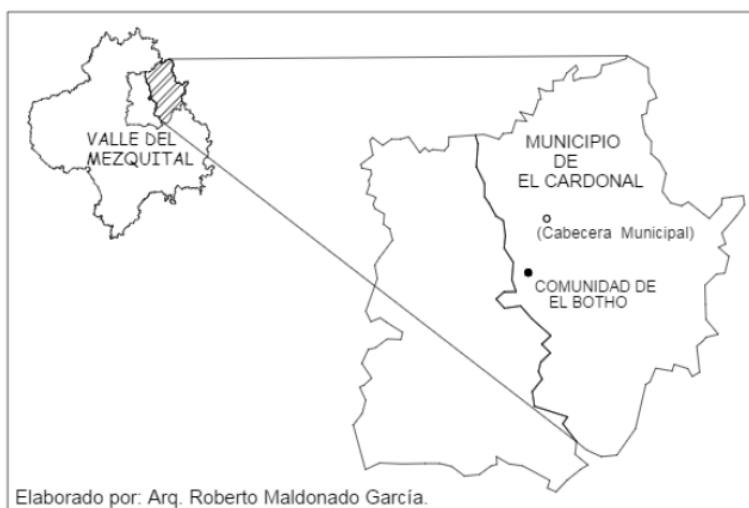 VALLE DEL
MEZQUITAL
MUNICIPIO
DE
EL CARDONAL
(Cabecera Municipal)
COMUNIDAD DE
EL BOTHO
Elaborado por: Arq. Roberto Maldonado García.